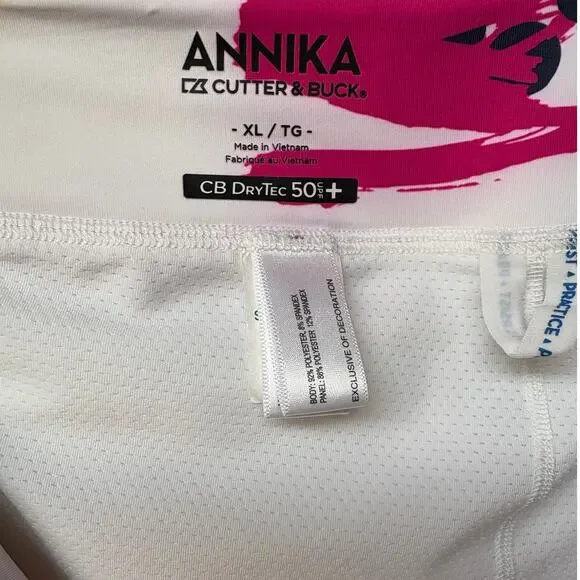 ANNIKA
CUTTER & BUCK®
- XL / TG -
Made in Vietnam
Fabriqué au Vietnam
CB DRYTEC 50 UPF +
BODY: 92% POLYESTER, 8% SPANDEX
PANEL: 88% POLYESTER 12% SPANDEX
EXCLUSIVE OF DECORATION
S
PRACTICE